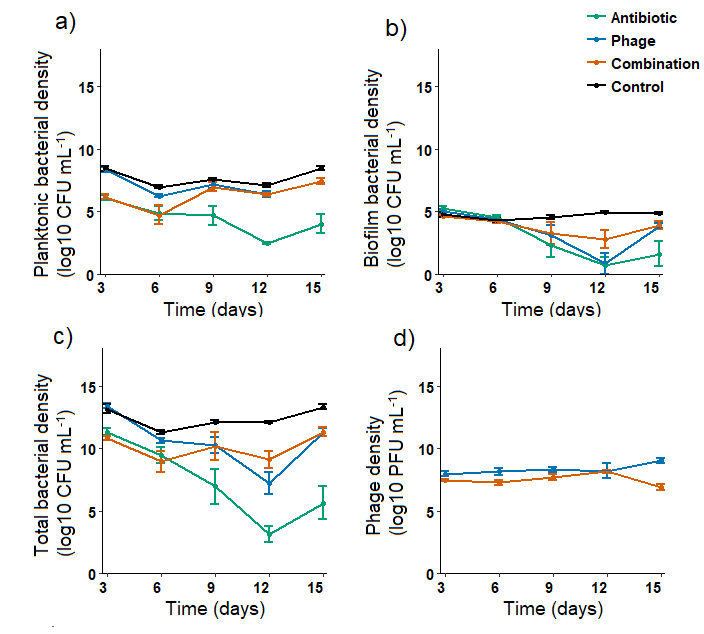 a)
Planktonic bacterial density
(log10 CFU mL-1)
15
10
5
0
3 6 9 12 15
Time (days)
b)
Antibiotic
Phage
Combination
Control
Biofilm bacterial density
(log10 CFU mL-1)
15
10
5
0
3 6 9 12 15
Time (days)
c)
Total bacterial density
(log10 CFU mL-1)
15
10
5
0
3 6 9 12 15
Time (days)
d)
Phage density
(log10 PFU mL-1)
15
10
5
0
3 6 9 12 15
Time (days)